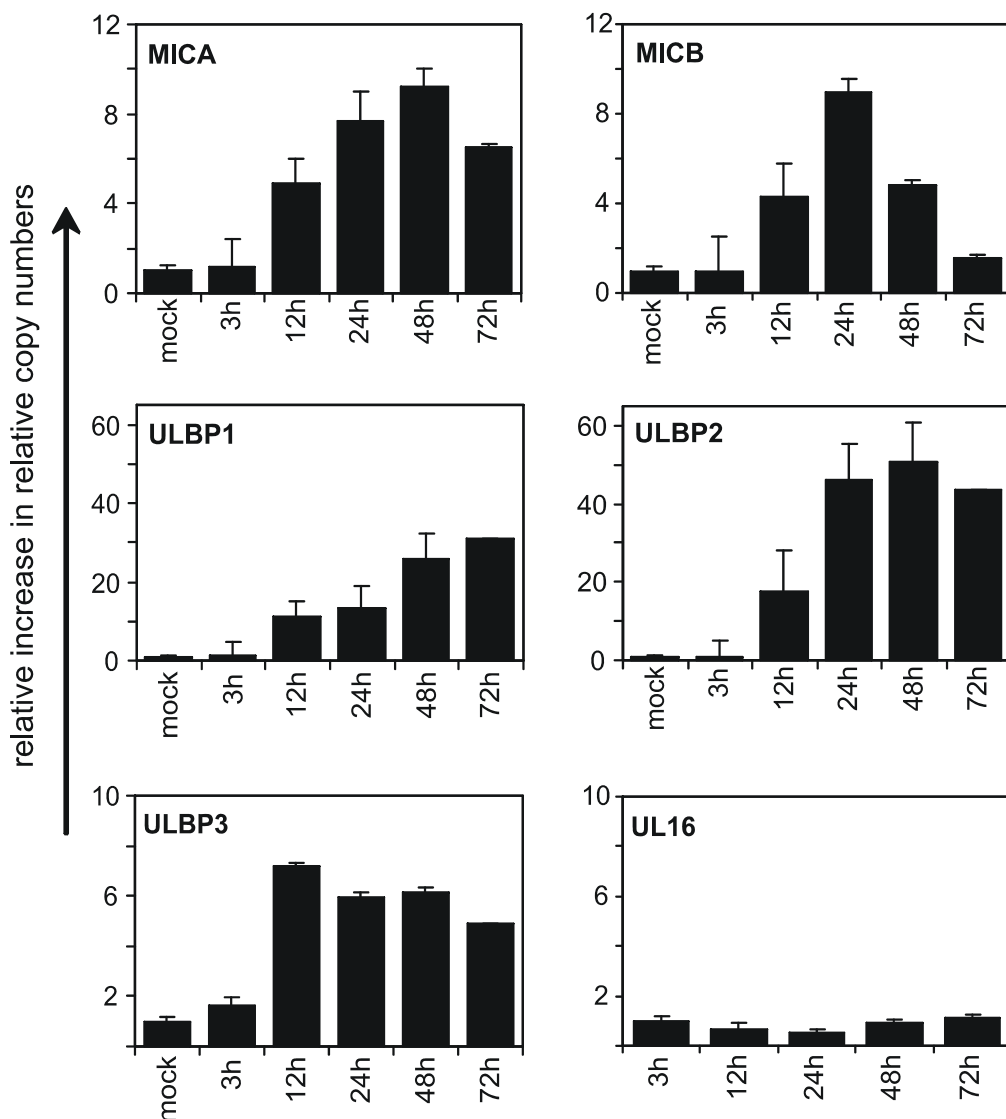 relative increase in relative copy numbers
MICA
12
8
4
0
mock
3h
12h
24h
48h
72h
MICB
12
8
4
0
mock
3h
12h
24h
48h
72h
ULBP1
60
40
20
0
mock
3h
12h
24h
48h
72h
ULBP2
60
40
20
0
mock
3h
12h
24h
48h
72h
ULBP3
10
6
2
mock
3h
12h
24h
48h
72h
UL16
10
6
2
3h
12h
24h
48h
72h